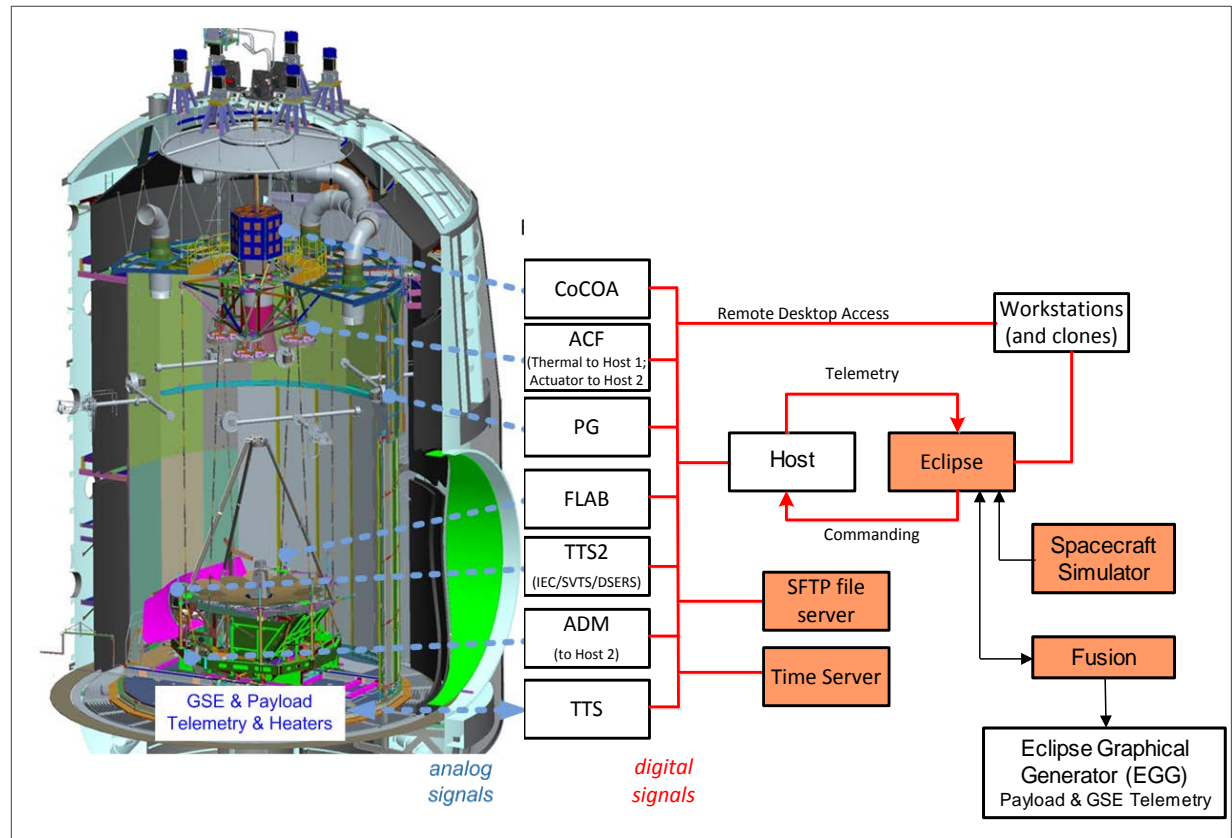 CoCOA
ACF
(Thermal to Host 1;
Actuator to Host 2
PG
FLAB
TTS2
(IEC/SVTS/DSERS)
ADM
(to Host 2)
TTS
GSE & Payload
Telemetry & Heaters
analog
signals
digital
signals
Remote Desktop Access
Workstations
(and clones)
Telemetry
Host
Eclipse
Commanding
Spacecraft
Simulator
SFTP file
server
Time Server
Fusion
Eclipse Graphical
Generator (EGG)
Payload & GSE Telemetry